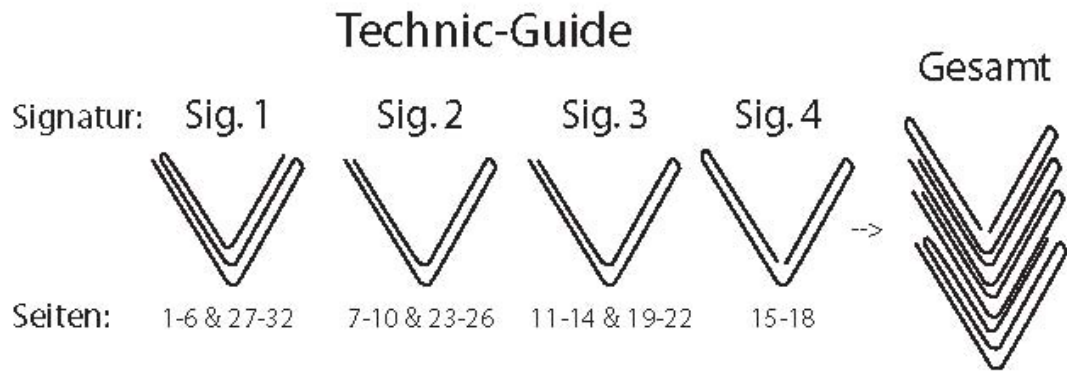 Technic-Guide
Gesamt
Signatur: Sig. 1 Sig. 2 Sig. 3 Sig. 4
-->
Seiten: 1-6 & 27-32 7-10 & 23-26 11-14 & 19-22 15-18